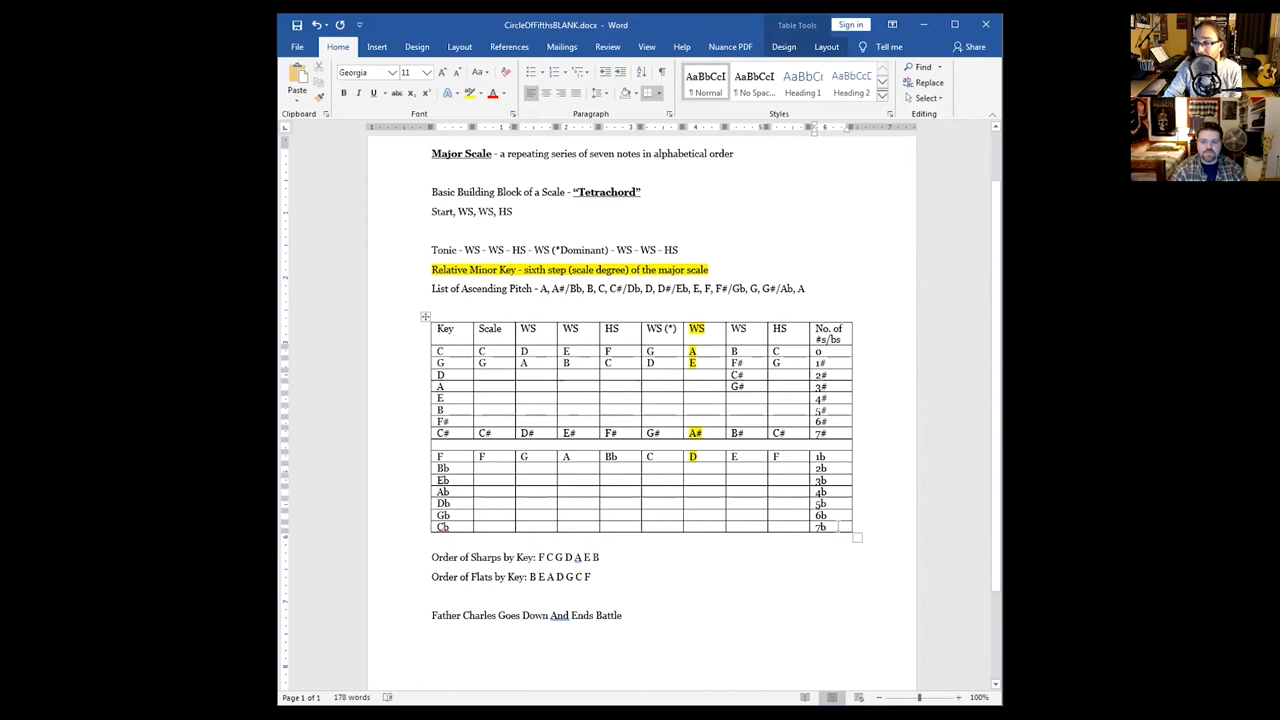 CircleOfFifthsBLANK.docx - Word
Table Tools
Sign in
File Home Insert Design Layout References Mailings Review View Help Nuance PDF Design Layout Tell me Share
Paste
Georgia 11
Aa
B I U abc
AaBbCcI AaBbCcI AaBbCc AaBbCcI
¶ Normal ¶ No Spac... Heading 1 Heading 2
Find
Replace
Select
Clipboard Font Paragraph Styles Editing
Major Scale - a repeating series of seven notes in alphabetical order
Basic Building Block of a Scale - “Tetrachord”
Start, WS, WS, HS
Tonic - WS - WS - HS - WS (*Dominant) - WS - WS - HS
Relative Minor Key - sixth step (scale degree) of the major scale
List of Ascending Pitch - A, A#/Bb, B, C, C#/Db, D, D#/Eb, E, F, F#/Gb, G, G#/Ab, A
Key Scale WS WS HS WS (*) WS WS HS No. of
#s/bs
C C D E F G A B C 0
G G A B C D E F# G 1#
D C# 2#
A G# 3#
E 4#
B 5#
F# 6#
C# C# D# E# F# G# A# B# C# 7#
F F G A Bb C D E F 1b
Bb 2b
Eb 3b
Ab 4b
Db 5b
Gb 6b
Cb 7b
Order of Sharps by Key: F C G D A E B
Order of Flats by Key: B E A D G C F
Father Charles Goes Down And Ends Battle
Page 1 of 1 178 words
100%